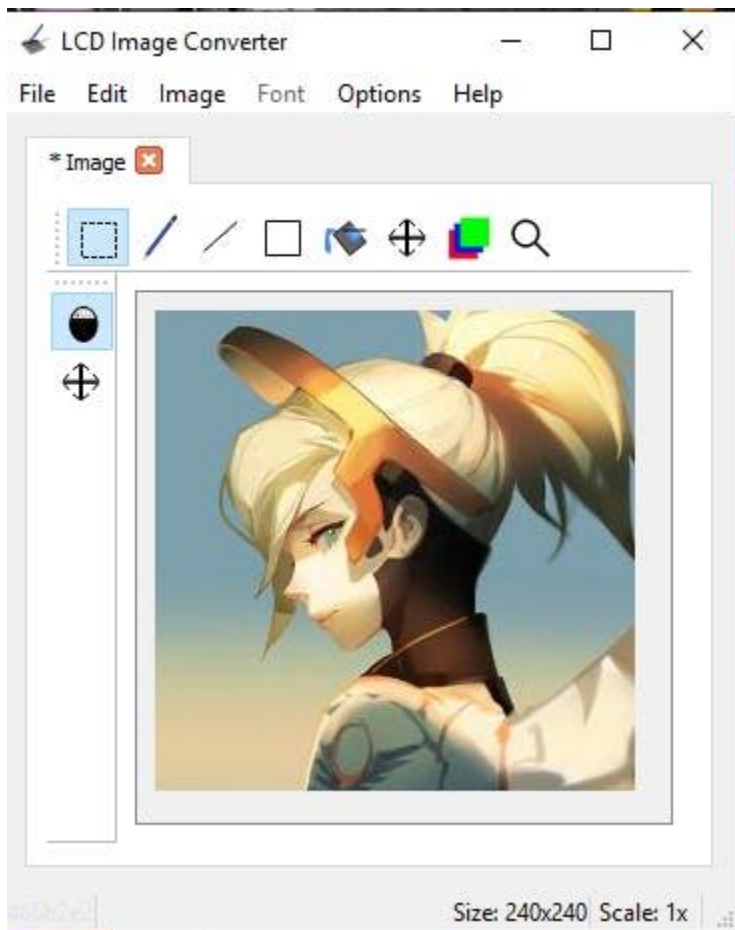 LCD Image Converter
File Edit Image Font Options Help
* Image
Size: 240x240 Scale: 1x